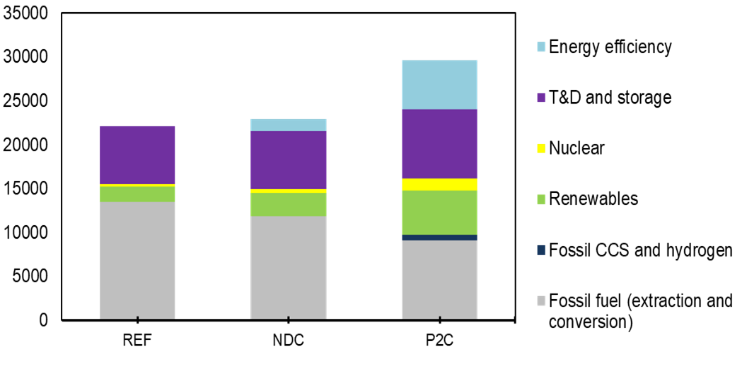 35000
30000
25000
20000
15000
10000
5000
0
REF
NDC
P2C
Energy efficiency
T&D and storage
Nuclear
Renewables
Fossil CCS and hydrogen
Fossil fuel (extraction and
conversion)